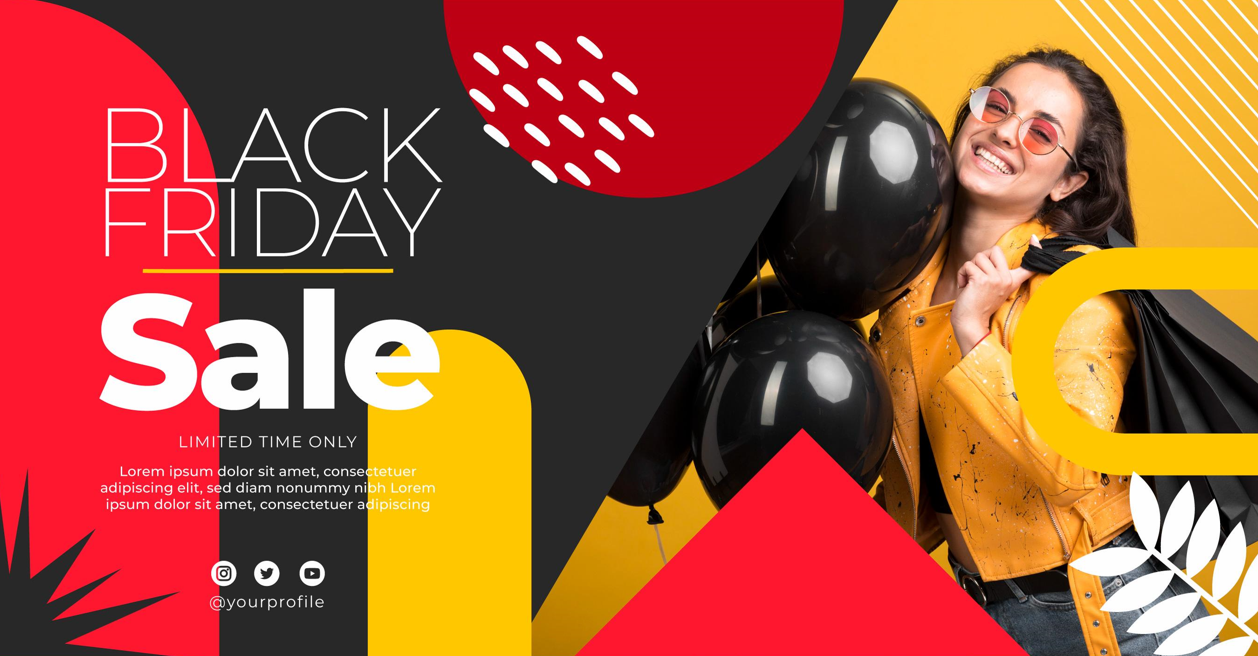 BLACK
FRIDAY
Sale
LIMITED TIME ONLY
Lorem ipsum dolor sit amet, consectetuer
adipiscing elit, sed diam nonummy nibh Lorem
ipsum dolor sit amet, consectetuer adipiscing
@yourprofile